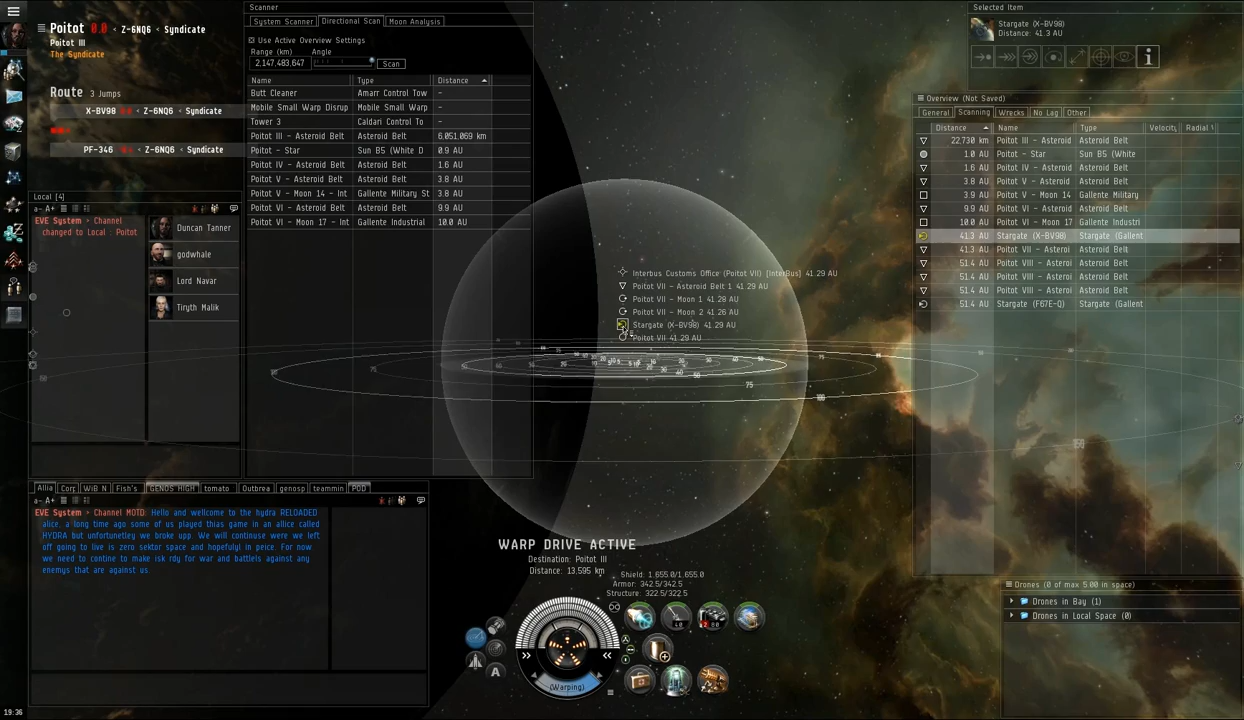 Poitot 0.0 < Z-6NQ6 < Syndicate
Poitot III
The Syndicate
Route 3 Jumps
X-BV98 < Z-6NQ6 < Syndicate
PF-346 < Z-6NQ6 < Syndicate
Local [4]
a- A+
EVE System > Channel
changed to Local : Poitot
Duncan Tanner
godwhale
Lord Navar
Tiryth Malik
Scanner
System Scanner Directional Scan Moon Analysis
Use Active Overview Settings
Range (km) Angle
2,147,483,647 Scan
Name Type Distance
Butt Cleaner Amarr Control Tow -
Mobile Small Warp Disrup Mobile Small Warp -
Tower 3 Caldari Control To -
Poitot III - Asteroid Belt Asteroid Belt 6,051,069 km
Poitot - Star Sun B5 (White D 0.9 AU
Poitot IV - Asteroid Belt Asteroid Belt 1.6 AU
Poitot V - Asteroid Belt Asteroid Belt 3.8 AU
Poitot V - Moon 14 - Int Gallente Military St 3.8 AU
Poitot VI - Asteroid Belt Asteroid Belt 9.9 AU
Poitot VI - Moon 17 - Int Gallente Industrial 10.0 AU
Selected Item
Stargate (X-BV98)
Distance: 41.3 AU
Overview (Not Saved)
General Scanning Wrecks No Lag Other
Distance Name Type Velocity Radial V
22,730 km Poitot III - Asteroid Asteroid Belt
1.0 AU Poitot - Star Sun B5 (White
1.6 AU Poitot IV - Asteroid Asteroid Belt
3.8 AU Poitot V - Asteroid Asteroid Belt
3.9 AU Poitot V - Moon 14 Gallente Military
9.9 AU Poitot VI - Asteroid Asteroid Belt
10.0 AU Poitot VI - Moon 17 Gallente Industri
41.3 AU Stargate (X-BV98) Stargate (Gallent
41.3 AU Poitot VII - Asteroi Asteroid Belt
51.4 AU Poitot VIII - Asteroi Asteroid Belt
51.4 AU Poitot VIII - Asteroi Asteroid Belt
51.4 AU Poitot VIII - Asteroi Asteroid Belt
51.4 AU Stargate (F67E-Q) Stargate (Gallent
Interbus Customs Office (Poitot VII) [InterBus] 41.29 AU
Poitot VII - Asteroid Belt 1 41.29 AU
Poitot VII - Moon 1 41.28 AU
Poitot VII - Moon 2 41.26 AU
Stargate (X-BV98) 41.29 AU
Poitot VII 41.29 AU
75
100
Allia Corp WiB N Fish's GENOS HIGH tomato Outbrea genosp teammin POD
a- A+
EVE System > Channel MOTD: Hello and wellcome to the hydra RELOADED
alice, a long time ago some of us played thias game in an allice called
HYDRA but unfortunetley we broke upp. We will continouse were we left
off going to live is zero sektor space and hopefulyl in peice. For now
we need to contine to make isk rdy for war and battlels against any
enemys that are against us.
WARP DRIVE ACTIVE
Destination: Poitot III
Distance: 13,595 km
Shield: 1,655.0/1,655.0
Armor: 342.5/342.5
Structure: 322.5/322.5
(Warping)
A
Drones (0 of max 5.00 in space)
Drones in Bay (1)
Drones in Local Space (0)
19:36